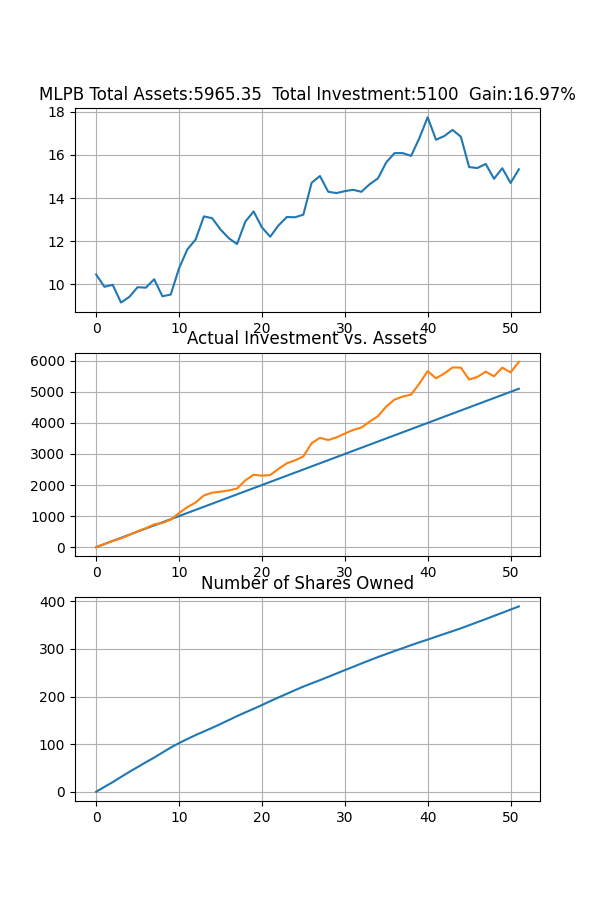 MLPB Total Assets:5965.35  Total Investment:5100  Gain:16.97%
18
16
14
12
10
0 10 20 30 40 50
Actual Investment vs. Assets
6000
5000
4000
3000
2000
1000
0
0 10 20 30 40 50
Number of Shares Owned
400
300
200
100
0
0 10 20 30 40 50